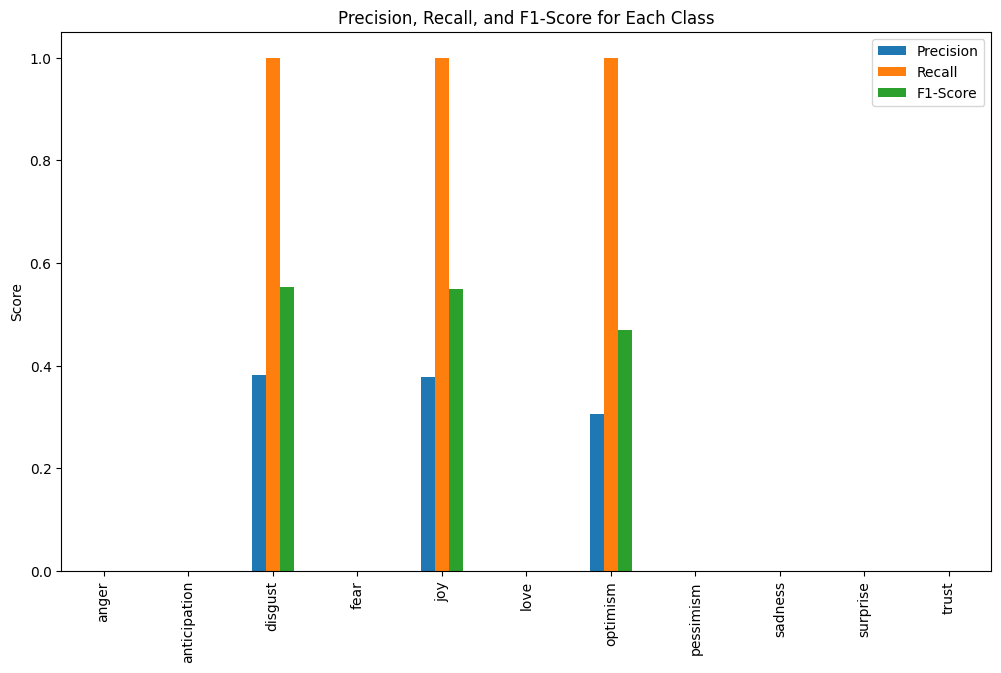 Precision, Recall, and F1-Score for Each Class
Precision
Recall
F1-Score
Score
1.0
0.8
0.6
0.4
0.2
0.0
anger
anticipation
disgust
fear
joy
love
optimism
pessimism
sadness
surprise
trust